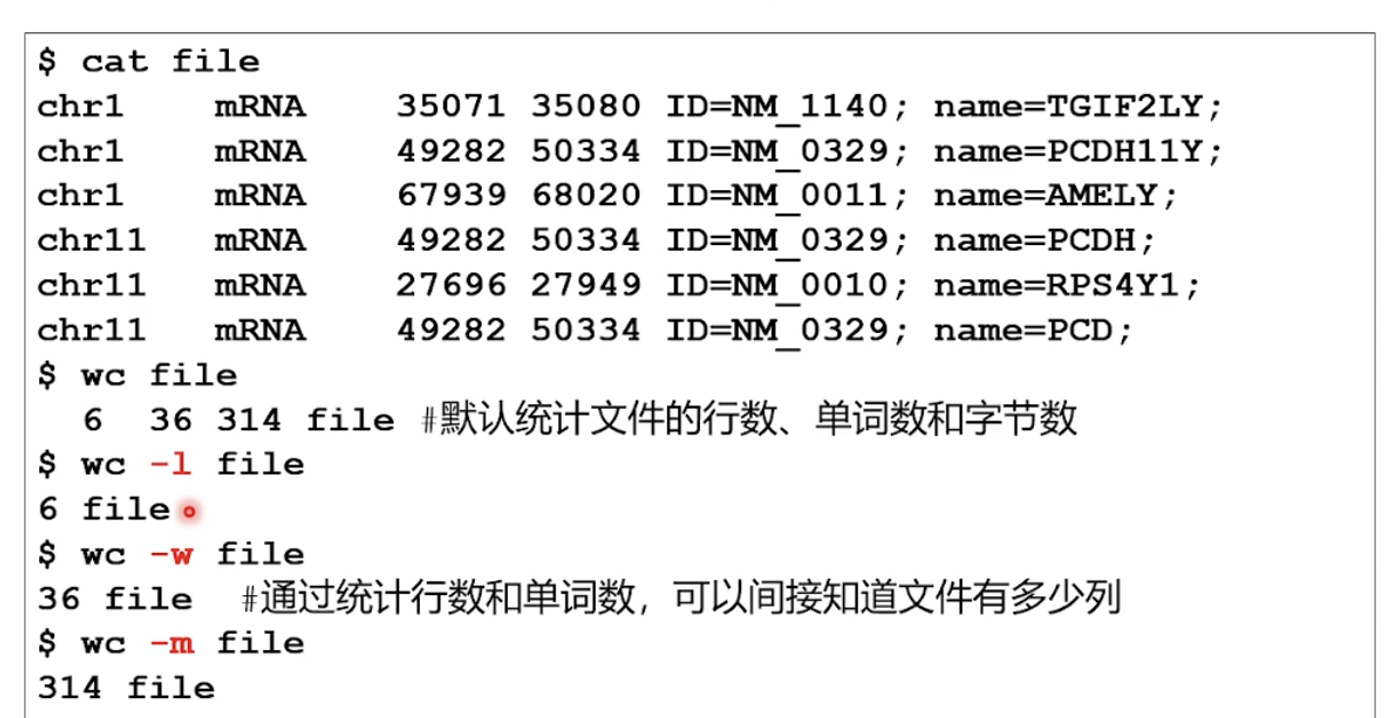 $ cat file
chr1    mRNA    35071 35080 ID=NM_1140; name=TGIF2LY;
chr1    mRNA    49282 50334 ID=NM_0329; name=PCDH11Y;
chr1    mRNA    67939 68020 ID=NM_0011; name=AMELY;
chr11   mRNA    49282 50334 ID=NM_0329; name=PCDH;
chr11   mRNA    27696 27949 ID=NM_0010; name=RPS4Y1;
chr11   mRNA    49282 50334 ID=NM_0329; name=PCD;
$ wc file
  6  36 314 file #默认统计文件的行数、单词数和字节数
$ wc -l file
6 file
$ wc -w file
36 file  #通过统计行数和单词数，可以间接知道文件有多少列
$ wc -m file
314 file